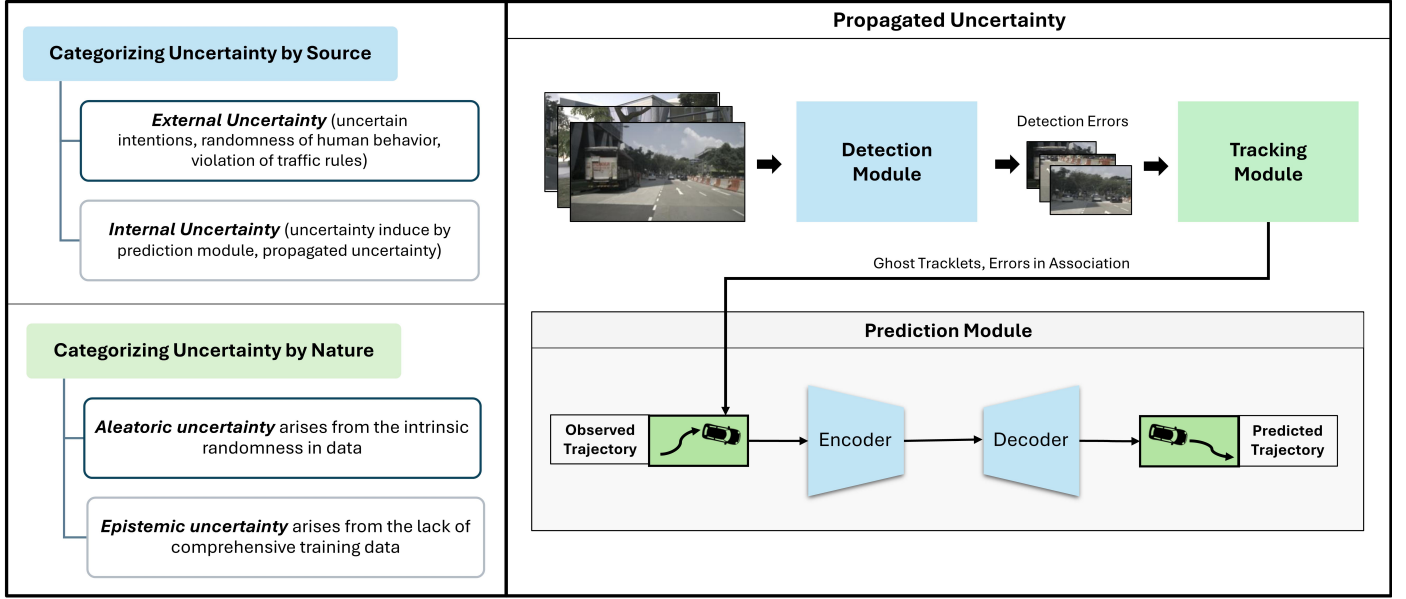 Categorizing Uncertainty by Source
External Uncertainty (uncertain
intentions, randomness of human behavior,
violation of traffic rules)
Internal Uncertainty (uncertainty induce by
prediction module, propagated uncertainty)
Categorizing Uncertainty by Nature
Aleatoric uncertainty arises from the intrinsic
randomness in data
Epistemic uncertainty arises from the lack of
comprehensive training data
Propagated Uncertainty
Detection
Module
Detection Errors
Tracking
Module
Ghost Tracklets, Errors in Association
Prediction Module
Observed
Trajectory
Encoder
Decoder
Predicted
Trajectory